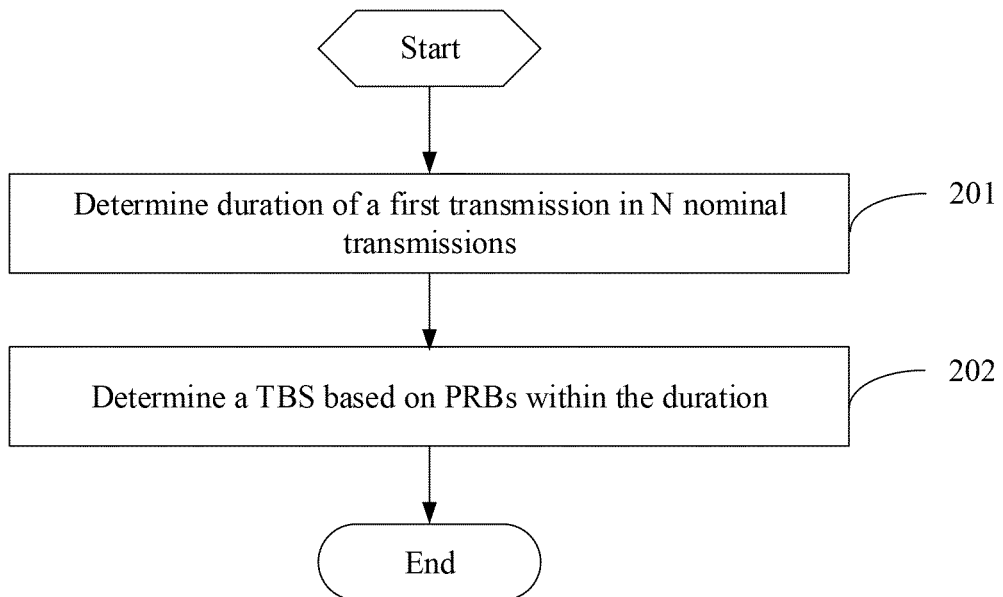 Start
Determine duration of a first transmission in N nominal
transmissions
201
Determine a TBS based on PRBs within the duration
202
End